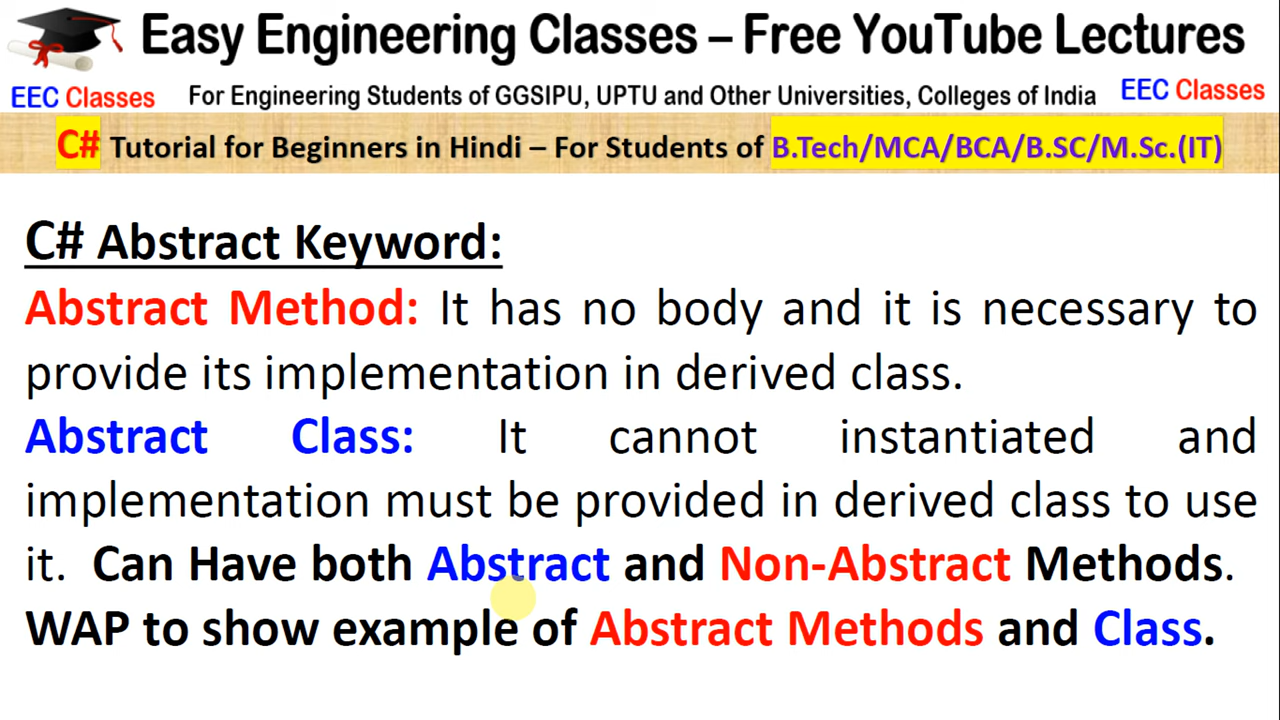 Easy Engineering Classes – Free YouTube Lectures
EEC Classes For Engineering Students of GGSIPU, UPTU and Other Universities, Colleges of India EEC Classes
C# Tutorial for Beginners in Hindi – For Students of B.Tech/MCA/BCA/B.SC/M.Sc.(IT)
C# Abstract Keyword:
Abstract Method: It has no body and it is necessary to
provide its implementation in derived class.
Abstract Class: It cannot instantiated and
implementation must be provided in derived class to use
it. Can Have both Abstract and Non-Abstract Methods.
WAP to show example of Abstract Methods and Class.